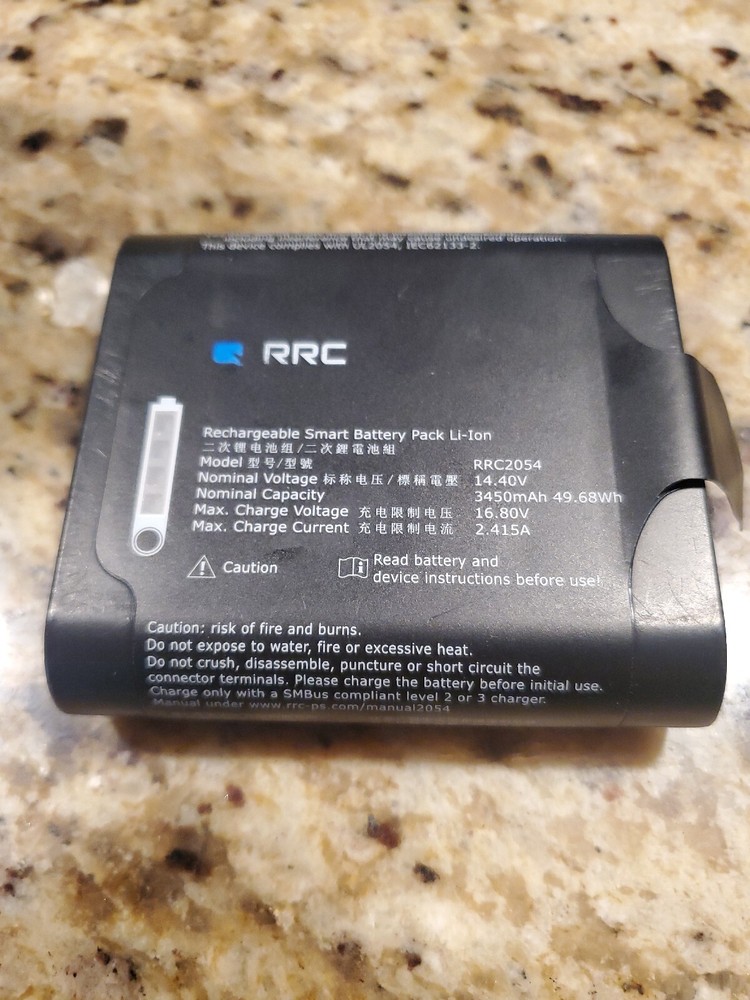 interference that may cause undesired operation.
This device complies with UL2054, IEC62133-2.
RRC
Rechargeable Smart Battery Pack Li-Ion
二次锂电池组/二次鋰電池組
Model 型号/型號 RRC2054
Nominal Voltage 标称电压/標稱電壓 14.40V
Nominal Capacity 3450mAh 49.68Wh
Max. Charge Voltage 充电限制电压 16.80V
Max. Charge Current 充电限制电流 2.415A
Caution
Read battery and
device instructions before use!
Caution: risk of fire and burns.
Do not expose to water, fire or excessive heat.
Do not crush, disassemble, puncture or short circuit the
connector terminals. Please charge the battery before initial use.
Charge only with a SMBus compliant level 2 or 3 charger.
Manual under www.rrc-ps.com/manual2054